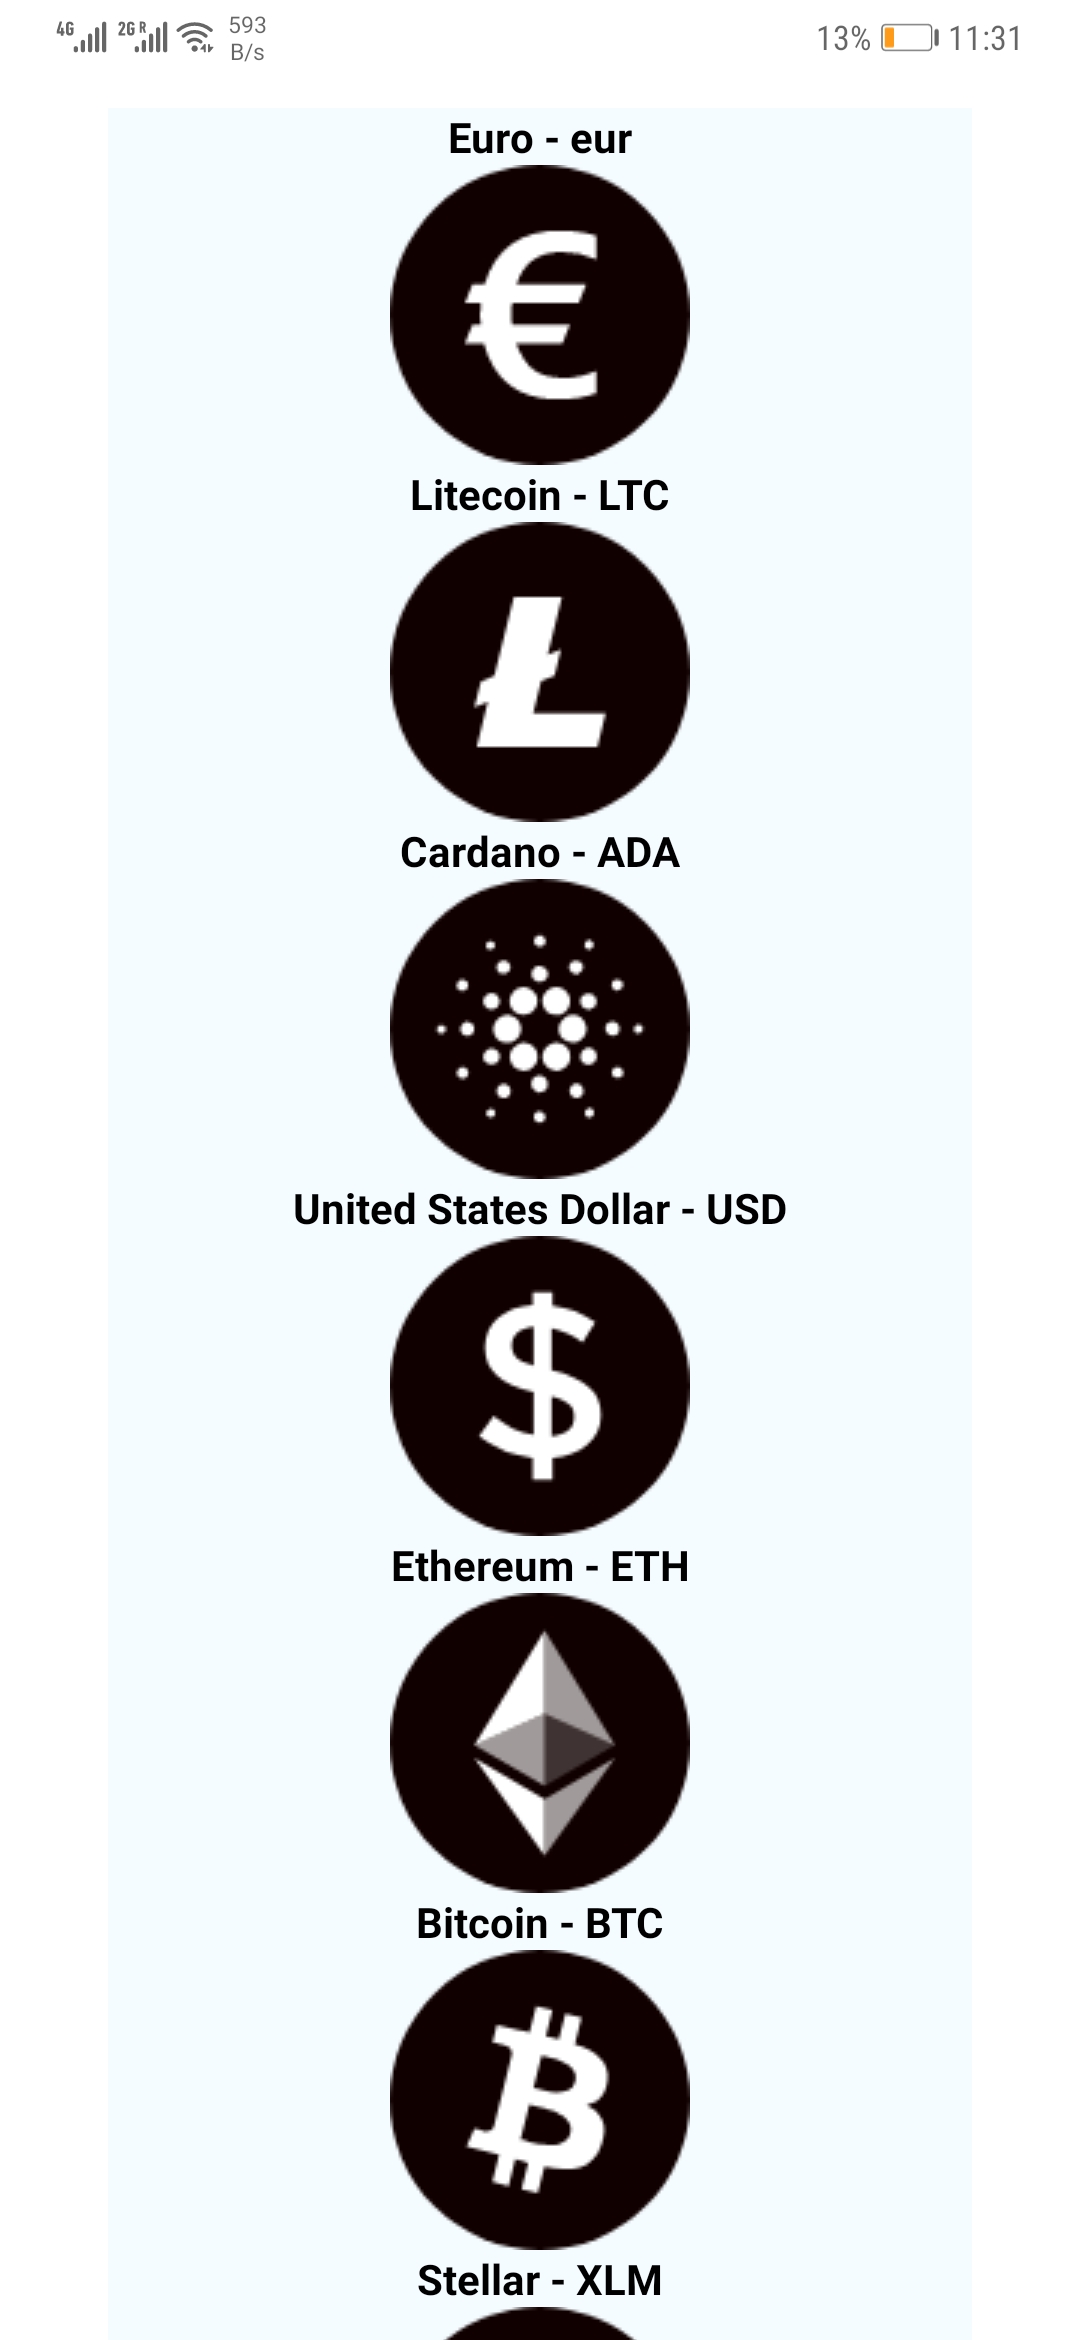 4G 2G R 593 B/s 13% 11:31
Euro - eur
€
Litecoin - LTC
Cardano - ADA
United States Dollar - USD
$
Ethereum - ETH
Bitcoin - BTC
Stellar - XLM